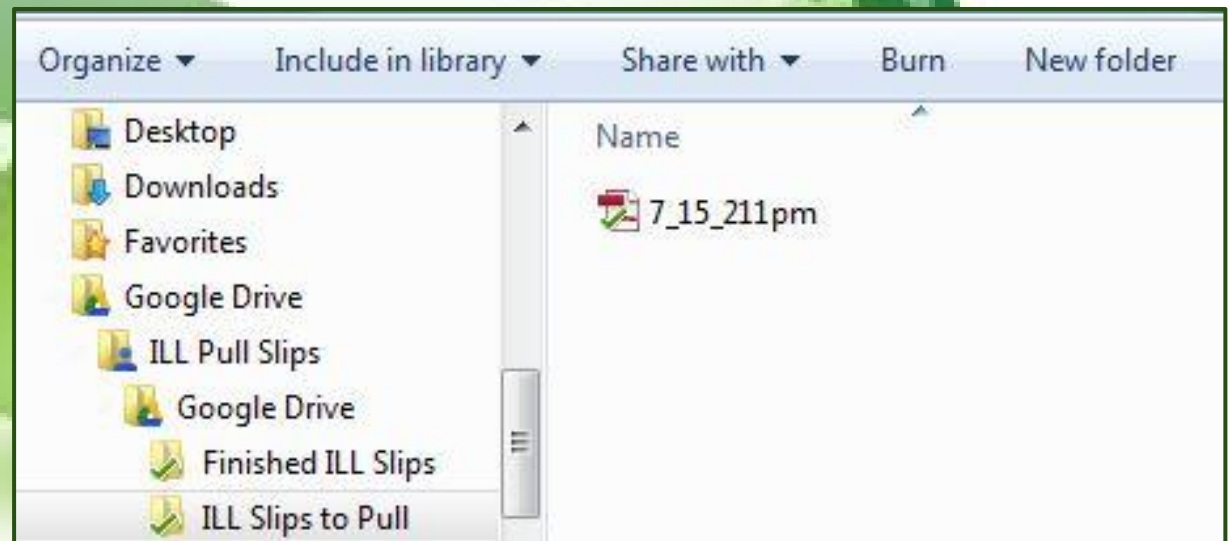 Organize Include in library Share with Burn New folder
Desktop
Downloads
Favorites
Google Drive
ILL Pull Slips
Google Drive
Finished ILL Slips
ILL Slips to Pull
Name
7_15_211pm